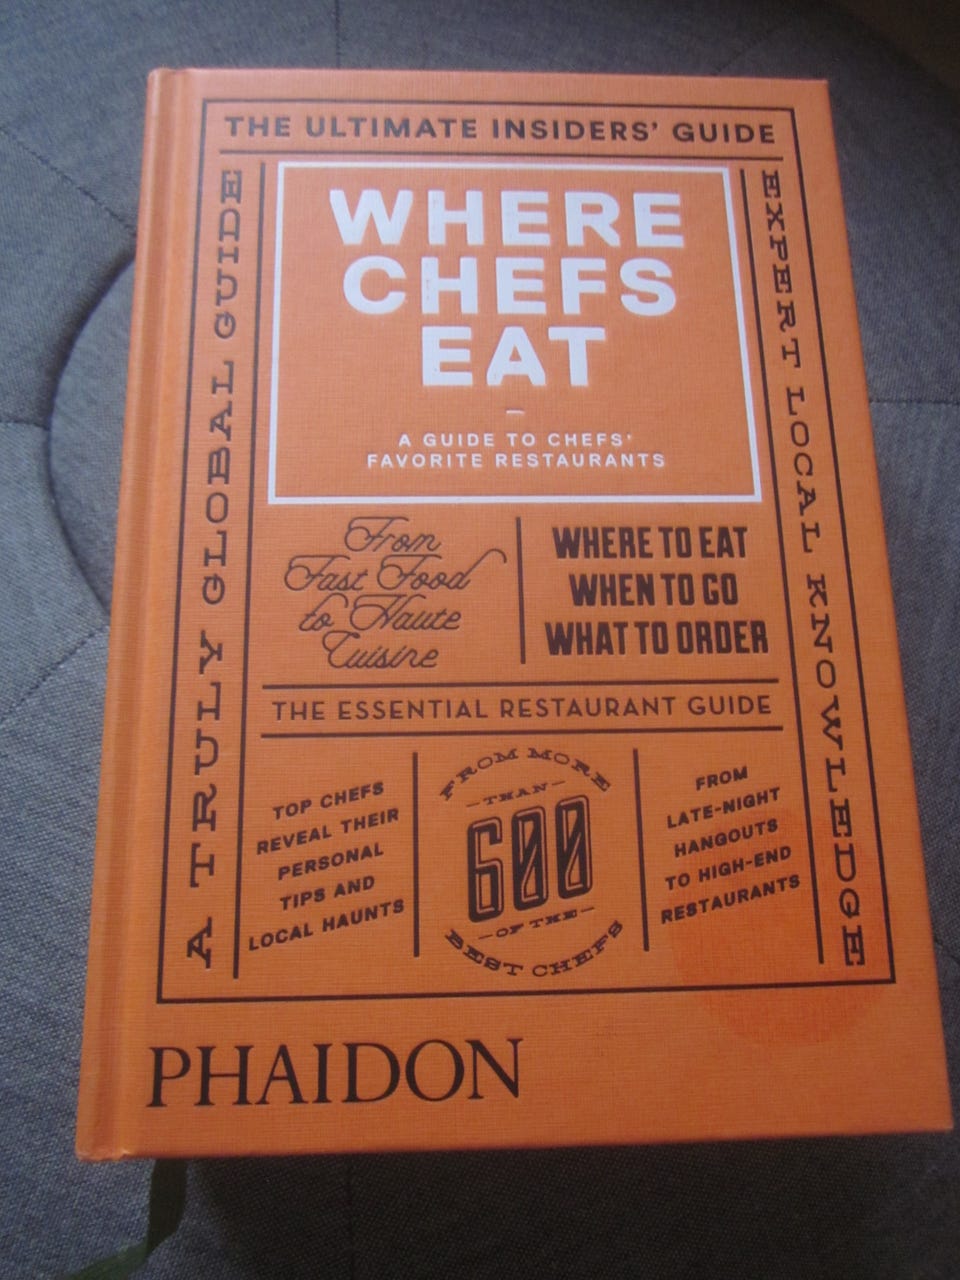 THE ULTIMATE INSIDERS' GUIDE
A TRULY GLOBAL GUIDE
WHERE
CHEFS
EAT
–
A GUIDE TO CHEFS'
FAVORITE RESTAURANTS
EXPERT LOCAL KNOWLEDGE
From
Fast Food
to Haute
Cuisine
WHERE TO EAT
WHEN TO GO
WHAT TO ORDER
THE ESSENTIAL RESTAURANT GUIDE
TOP CHEFS
REVEAL THEIR
PERSONAL
TIPS AND
LOCAL HAUNTS
FROM MORE
–THAN–
600
–OF THE–
BEST CHEFS
FROM
LATE-NIGHT
HANGOUTS
TO HIGH-END
RESTAURANTS
PHAIDON